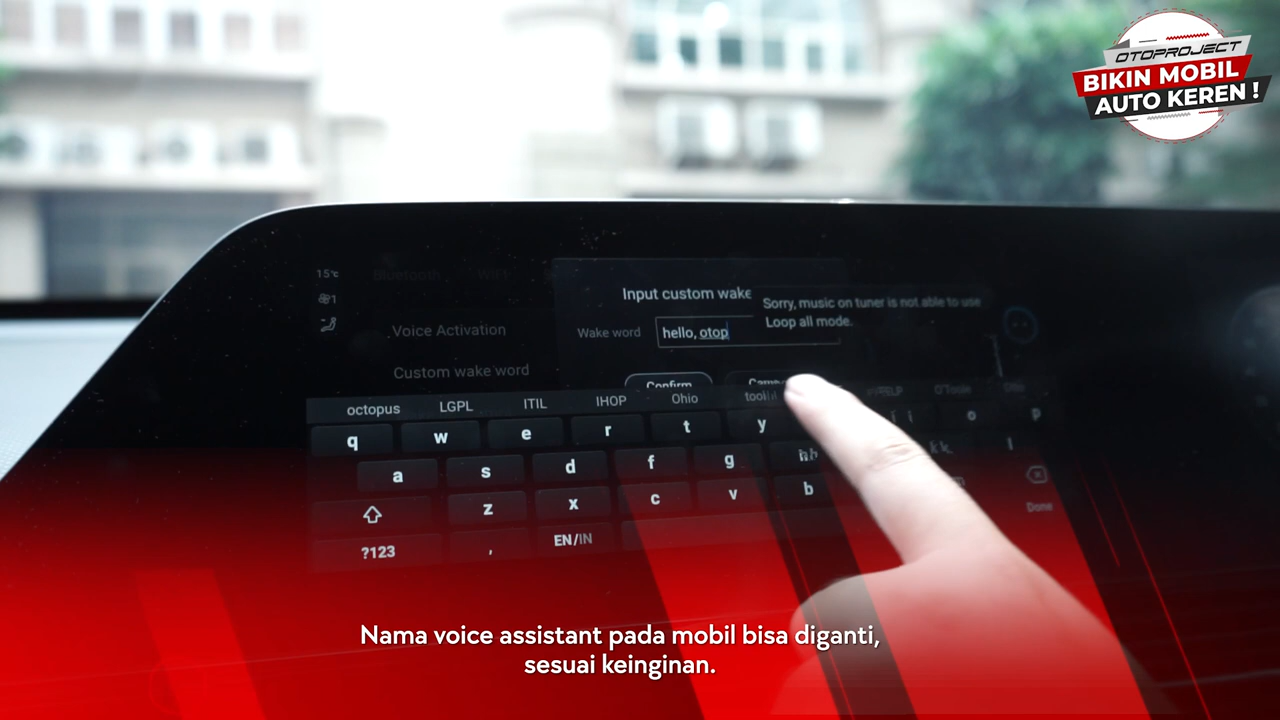 OTOPROJECT
BIKIN MOBIL
AUTO KEREN !
15℃
Bluetooth
1
Input custom wake
Sorry, music on tuner is not able to use
Loop all mode.
Voice Activation
Wake word
hello, otop
Custom wake word
Confirm
octopus LGPL ITIL IHOP Ohio
q w e r t y o p
a s d f g l
z x c v b
Done
?123 , EN/IN
Nama voice assistant pada mobil bisa diganti,
sesuai keinginan.